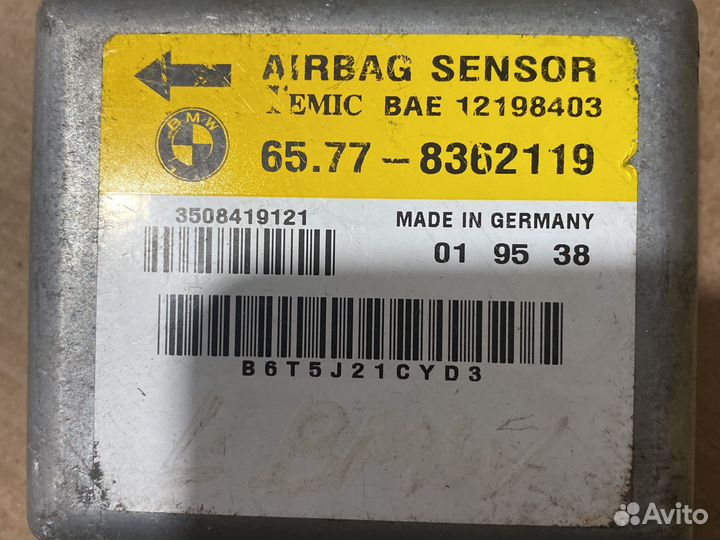 AIRBAG SENSOR
TEMIC BAE 12198403
BMW
65.77-8362119
3508419121
MADE IN GERMANY
01 95 38
B6T5J21CYD3
Avito